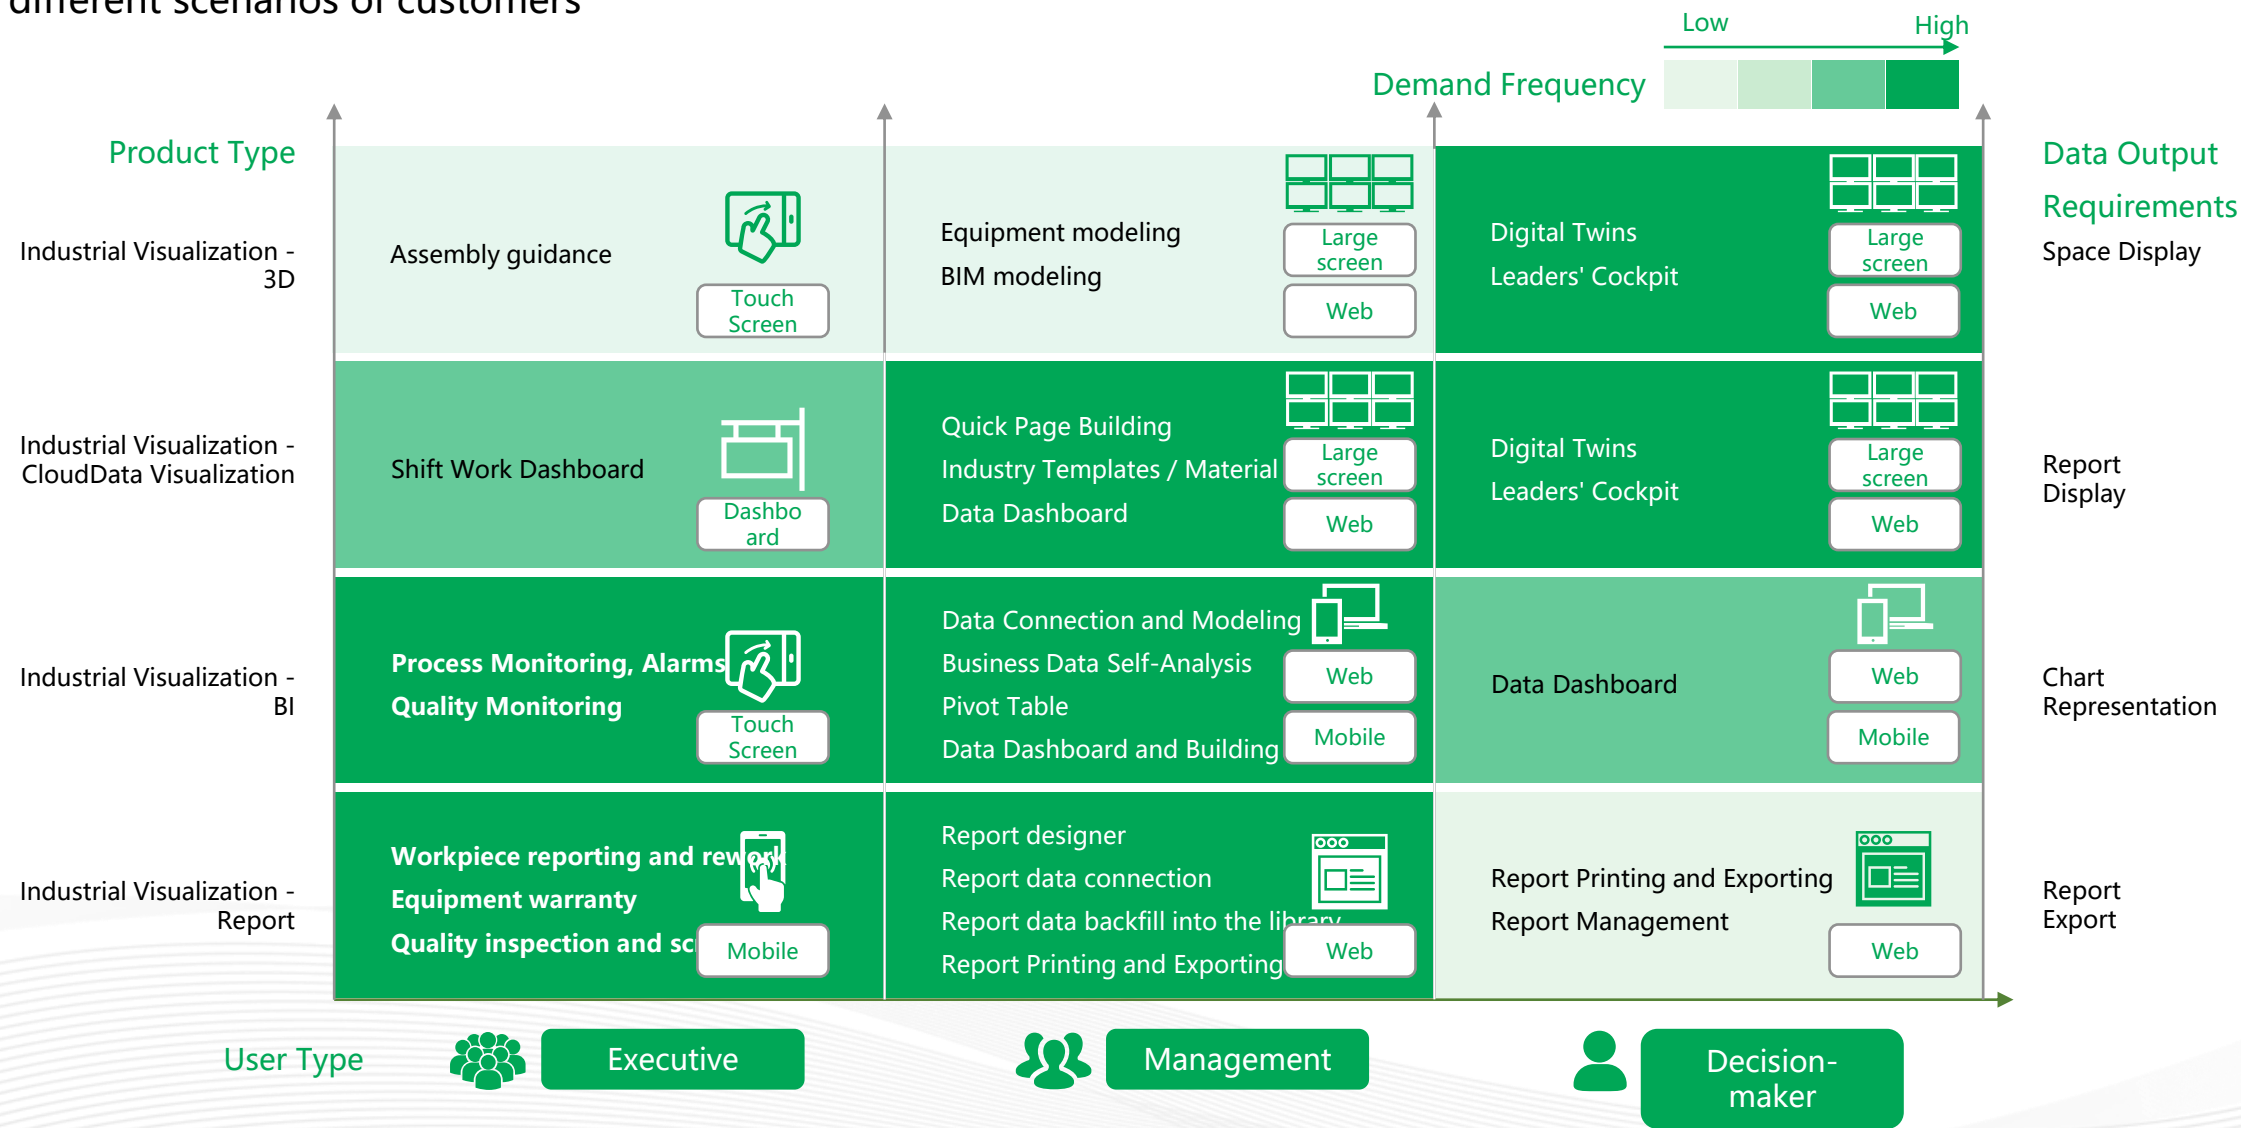 different scenarios of customers
Low
High
Demand Frequency
Product Type
Data Output
Requirements
Industrial Visualization -
3D
Assembly guidance
Touch
Screen
Equipment modeling
BIM modeling
Large
screen
Web
Digital Twins
Leaders' Cockpit
Large
screen
Web
Space Display
Industrial Visualization -
CloudData Visualization
Shift Work Dashboard
Dashbo
ard
Quick Page Building
Industry Templates / Material
Data Dashboard
Large
screen
Web
Digital Twins
Leaders' Cockpit
Large
screen
Web
Report
Display
Industrial Visualization -
BI
Process Monitoring, Alarms
Quality Monitoring
Touch
Screen
Data Connection and Modeling
Business Data Self-Analysis
Pivot Table
Data Dashboard and Building
Web
Mobile
Data Dashboard
Web
Mobile
Chart
Representation
Industrial Visualization -
Report
Workpiece reporting and rework
Equipment warranty
Quality inspection and
Mobile
Report designer
Report data connection
Report data backfill into the library
Report Printing and Exporting
Web
Report Printing and Exporting
Report Management
Web
Report
Export
User Type
Executive
Management
Decision-
maker